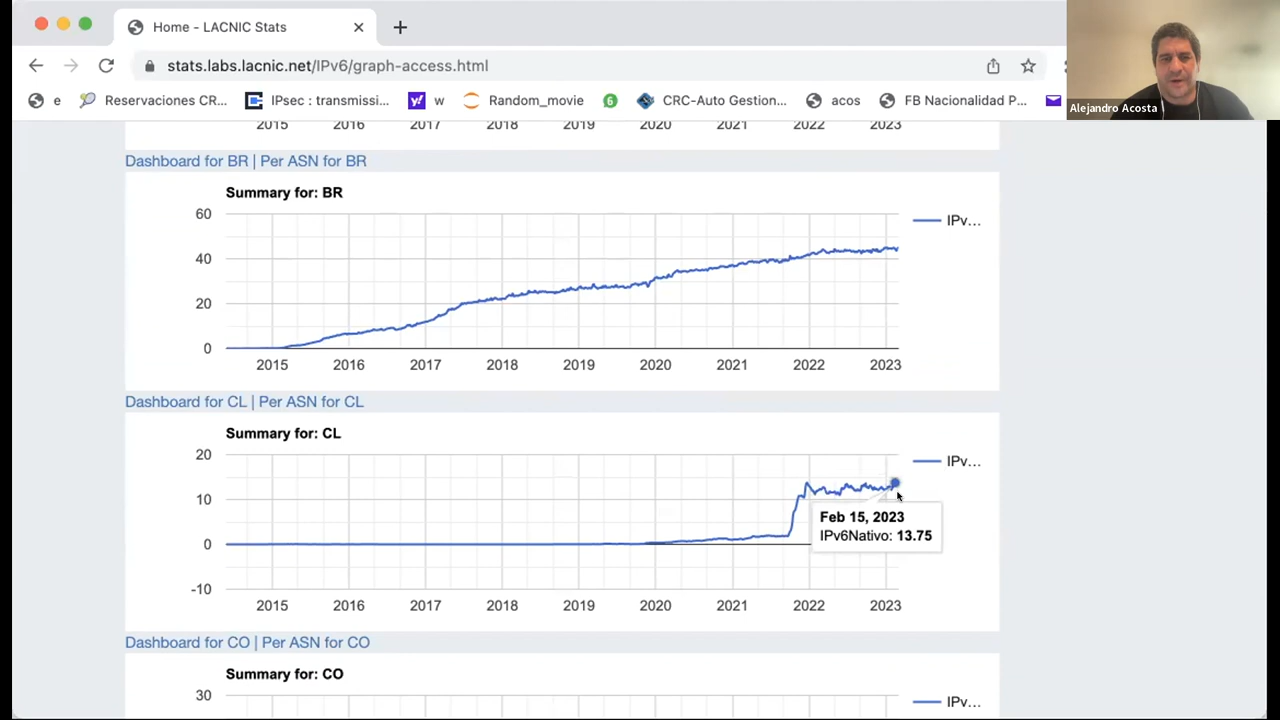 Home - LACNIC Stats
stats.labs.lacnic.net/IPv6/graph-access.html
e Reservaciones CR... IPsec : transmissi... w Random_movie 6 CRC-Auto Gestion... acos FB Nacionalidad P...
Alejandro Acosta
2015 2016 2017 2018 2019 2020 2021 2022 2023
Dashboard for BR | Per ASN for BR
Summary for: BR
60
IPv...
40
20
0
2015 2016 2017 2018 2019 2020 2021 2022 2023
Dashboard for CL | Per ASN for CL
Summary for: CL
20
IPv...
10
Feb 15, 2023
IPv6Nativo: 13.75
0
-10
2015 2016 2017 2018 2019 2020 2021 2022 2023
Dashboard for CO | Per ASN for CO
Summary for: CO
30
IPv...